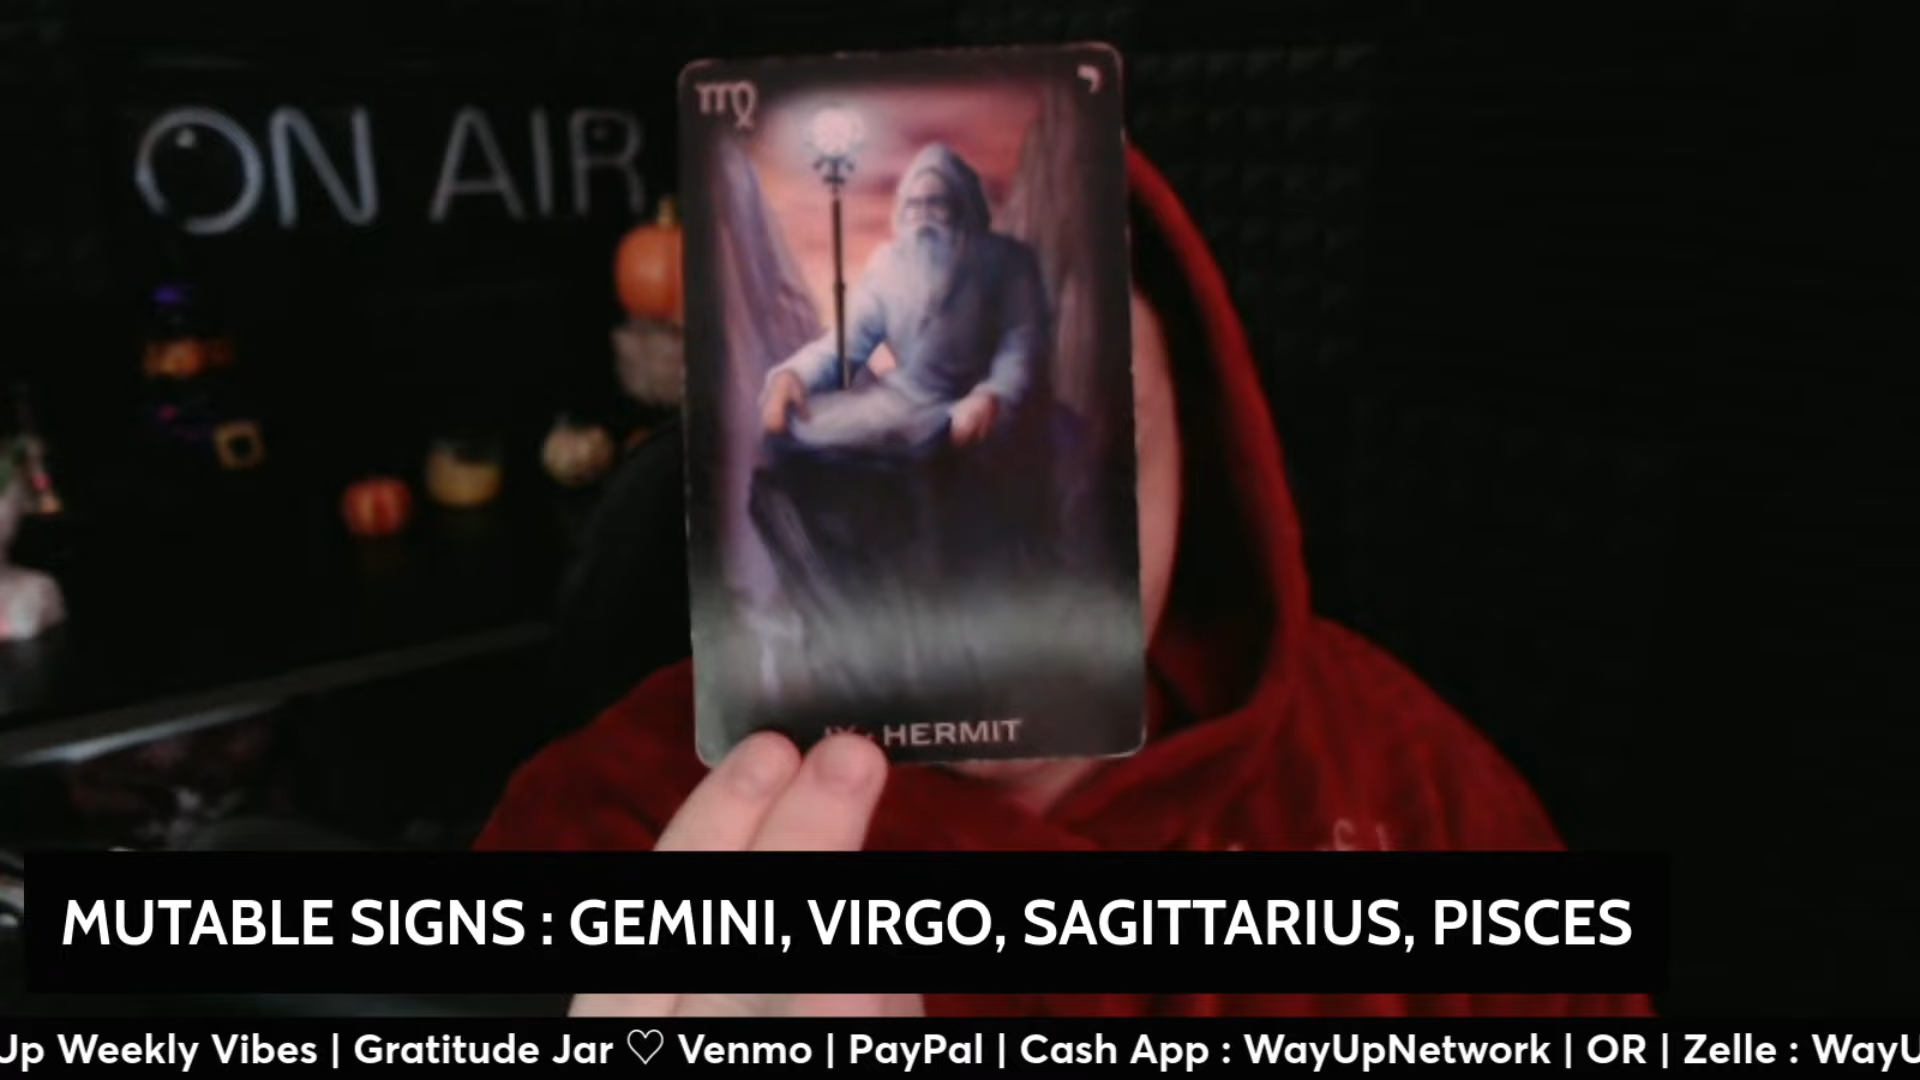 ON AIR
IX · HERMIT
MUTABLE SIGNS : GEMINI, VIRGO, SAGITTARIUS, PISCES
Up Weekly Vibes | Gratitude Jar ♡ Venmo | PayPal | Cash App : WayUpNetwork | OR | Zelle : WayU